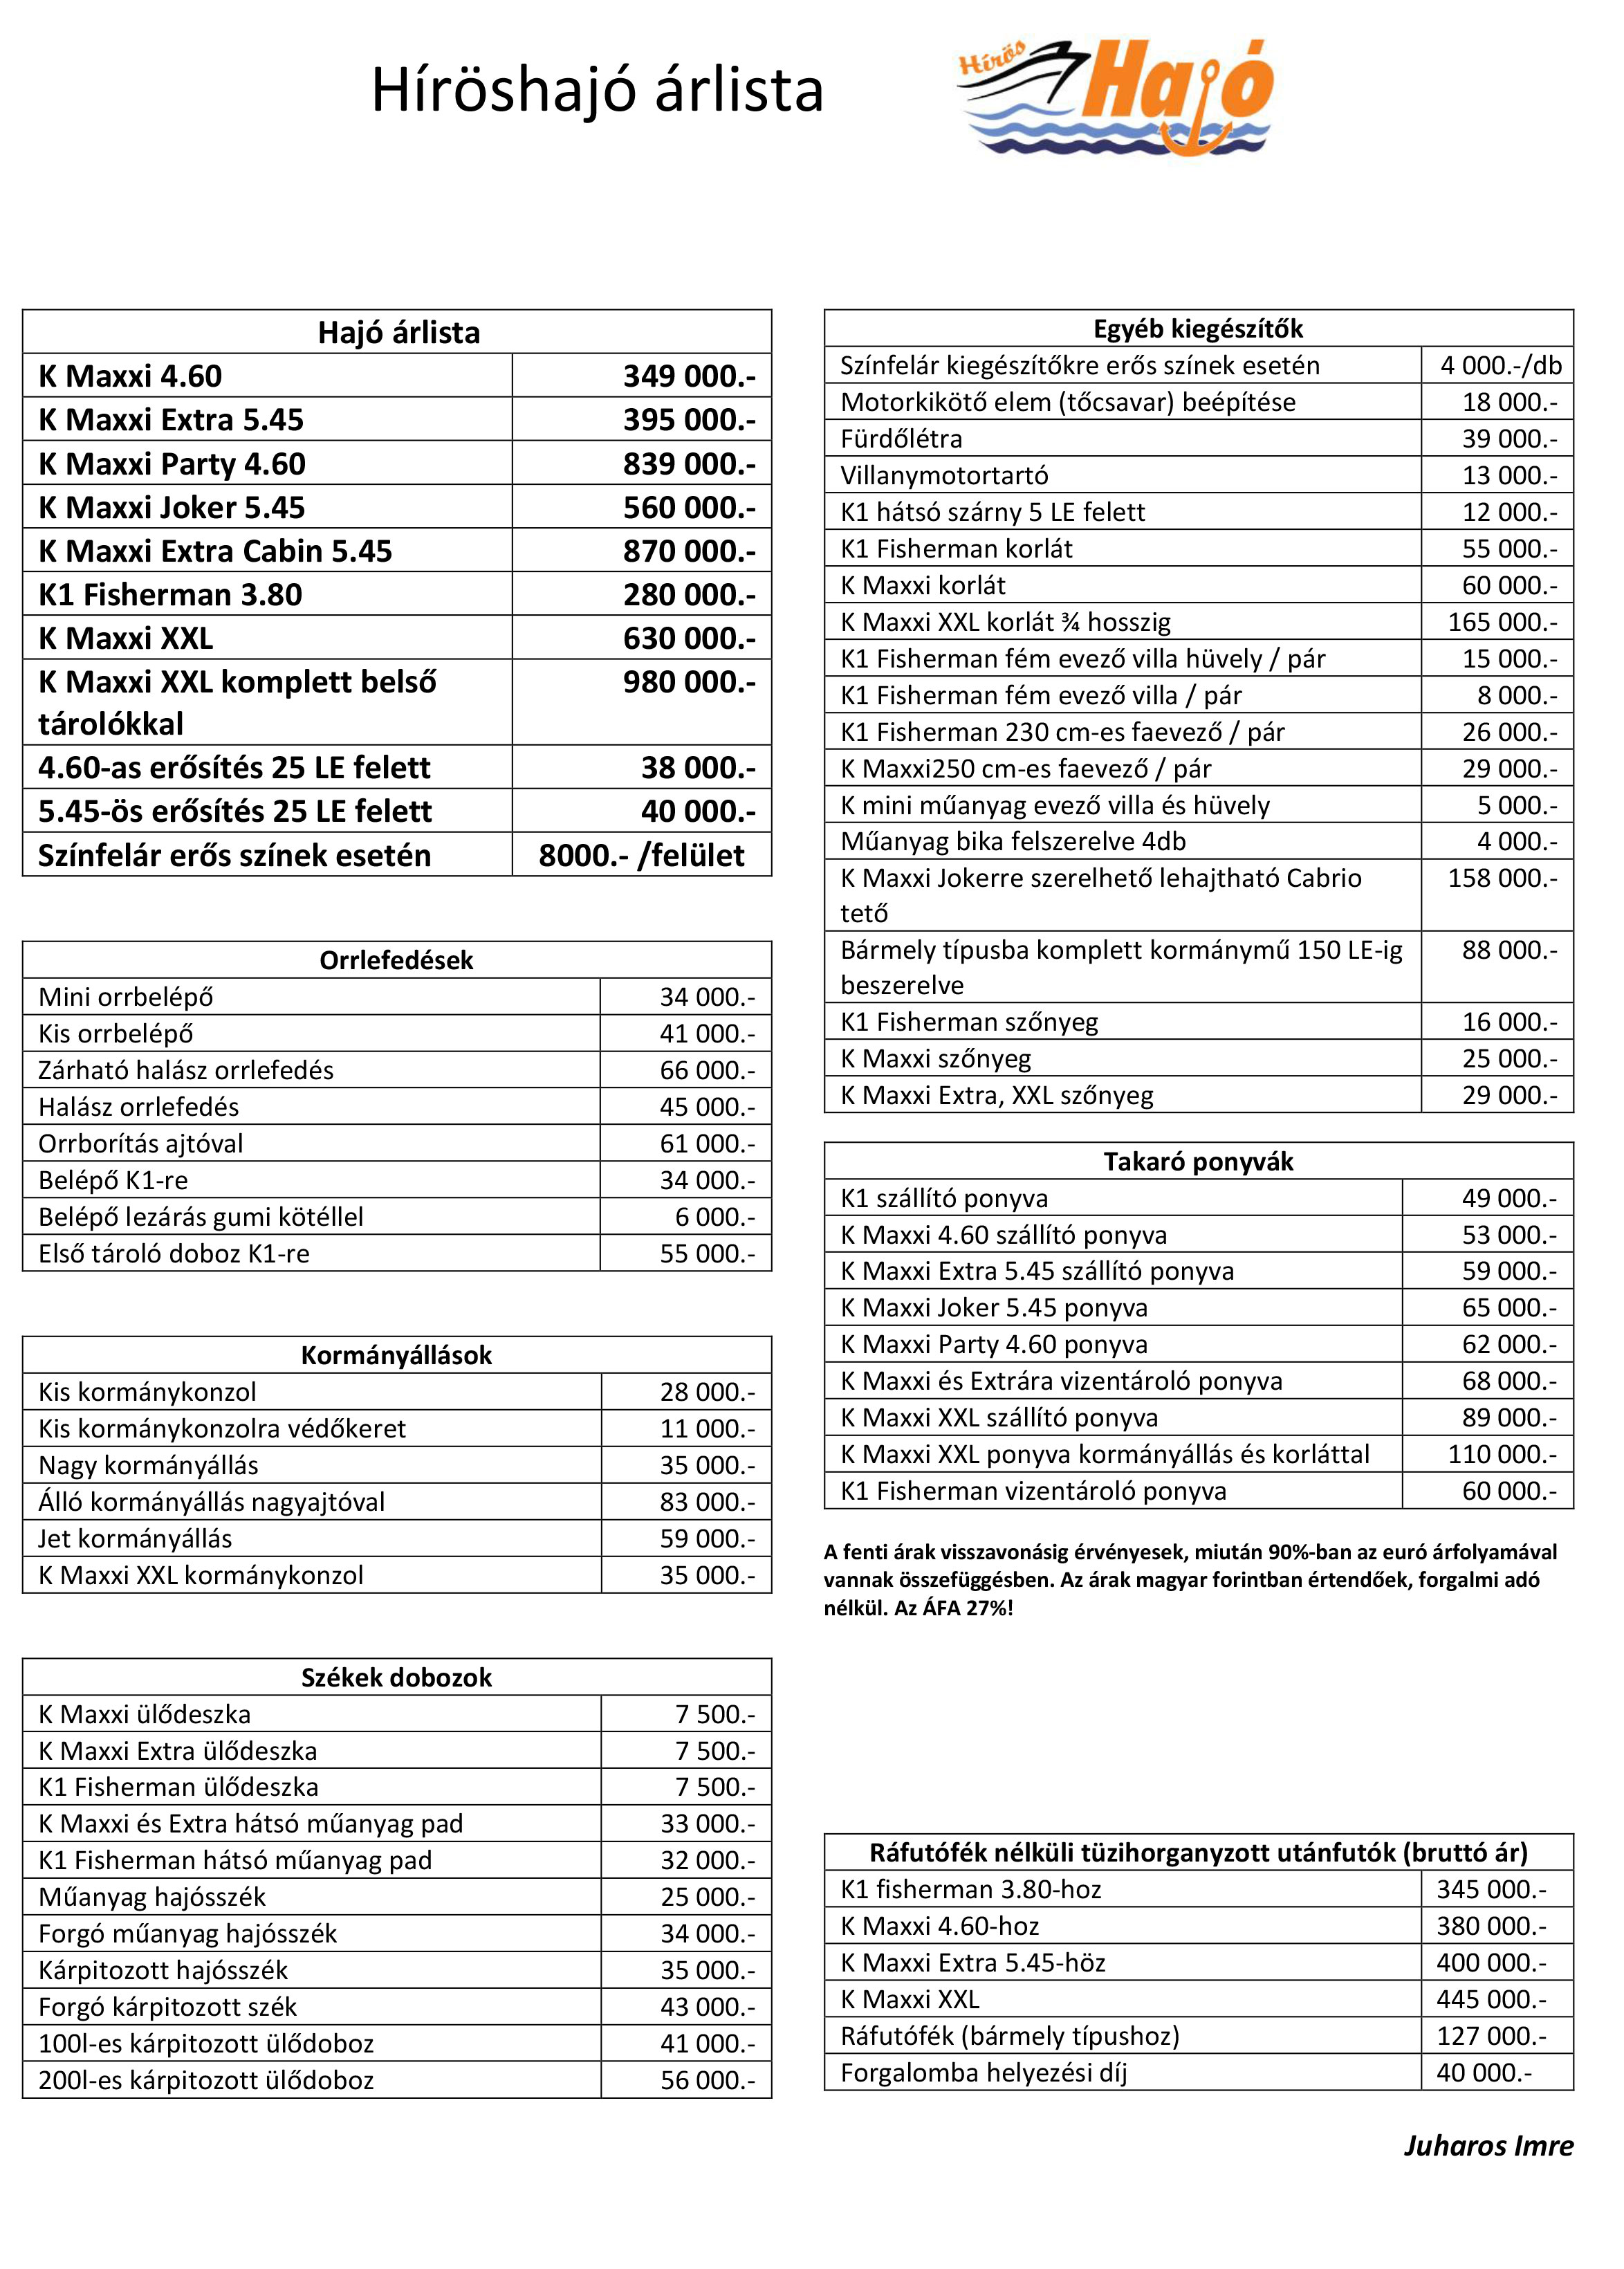 Híröshajó árlista
Hírös Hajó
Hajó árlista
K Maxxi 4.60 349 000.-
K Maxxi Extra 5.45 395 000.-
K Maxxi Party 4.60 839 000.-
K Maxxi Joker 5.45 560 000.-
K Maxxi Extra Cabin 5.45 870 000.-
K1 Fisherman 3.80 280 000.-
K Maxxi XXL 630 000.-
K Maxxi XXL komplett belső 980 000.-
tárolókkal
4.60-as erősítés 25 LE felett 38 000.-
5.45-ös erősítés 25 LE felett 40 000.-
Színfelár erős színek esetén 8000.- /felület
Orrlefedések
Mini orrbelépő 34 000.-
Kis orrbelépő 41 000.-
Zárható halász orrlefedés 66 000.-
Halász orrlefedés 45 000.-
Orrborítás ajtóval 61 000.-
Belépő K1-re 34 000.-
Belépő lezárás gumi kötéllel 6 000.-
Első tároló doboz K1-re 55 000.-
Kormányállások
Kis kormánykonzol 28 000.-
Kis kormánykonzolra védőkeret 11 000.-
Nagy kormányállás 35 000.-
Álló kormányállás nagyajtóval 83 000.-
Jet kormányállás 59 000.-
K Maxxi XXL kormánykonzol 35 000.-
Székek dobozok
K Maxxi ülődeszka 7 500.-
K Maxxi Extra ülődeszka 7 500.-
K1 Fisherman ülődeszka 7 500.-
K Maxxi és Extra hátsó műanyag pad 33 000.-
K1 Fisherman hátsó műanyag pad 32 000.-
Műanyag hajósszék 25 000.-
Forgó műanyag hajósszék 34 000.-
Kárpitozott hajósszék 35 000.-
Forgó kárpitozott szék 43 000.-
100l-es kárpitozott ülődoboz 41 000.-
200l-es kárpitozott ülődoboz 56 000.-
Egyéb kiegészítők
Színfelár kiegészítőkre erős színek esetén 4 000.-/db
Motorkikötő elem (tőcsavar) beépítése 18 000.-
Fürdőlétra 39 000.-
Villanymotortartó 13 000.-
K1 hátsó szárny 5 LE felett 12 000.-
K1 Fisherman korlát 55 000.-
K Maxxi korlát 60 000.-
K Maxxi XXL korlát ¾ hosszig 165 000.-
K1 Fisherman fém evező villa hüvely / pár 15 000.-
K1 Fisherman fém evező villa / pár 8 000.-
K1 Fisherman 230 cm-es faevező / pár 26 000.-
K Maxxi250 cm-es faevező / pár 29 000.-
K mini műanyag evező villa és hüvely 5 000.-
Műanyag bika felszerelve 4db 4 000.-
K Maxxi Jokerre szerelhető lehajtható Cabrio 158 000.-
tető
Bármely típusba komplett kormánymű 150 LE-ig 88 000.-
beszerelve
K1 Fisherman szőnyeg 16 000.-
K Maxxi szőnyeg 25 000.-
K Maxxi Extra, XXL szőnyeg 29 000.-
Takaró ponyvák
K1 szállító ponyva 49 000.-
K Maxxi 4.60 szállító ponyva 53 000.-
K Maxxi Extra 5.45 szállító ponyva 59 000.-
K Maxxi Joker 5.45 ponyva 65 000.-
K Maxxi Party 4.60 ponyva 62 000.-
K Maxxi és Extrára vizentároló ponyva 68 000.-
K Maxxi XXL szállító ponyva 89 000.-
K Maxxi XXL ponyva kormányállás és korláttal 110 000.-
K1 Fisherman vizentároló ponyva 60 000.-
A fenti árak visszavonásig érvényesek, miután 90%-ban az euró árfolyamával
vannak összefüggésben. Az árak magyar forintban értendőek, forgalmi adó
nélkül. Az ÁFA 27%!
Ráfutófék nélküli tüzihorganyzott utánfutók (bruttó ár)
K1 fisherman 3.80-hoz 345 000.-
K Maxxi 4.60-hoz 380 000.-
K Maxxi Extra 5.45-höz 400 000.-
K Maxxi XXL 445 000.-
Ráfutófék (bármely típushoz) 127 000.-
Forgalomba helyezési díj 40 000.-
Juharos Imre